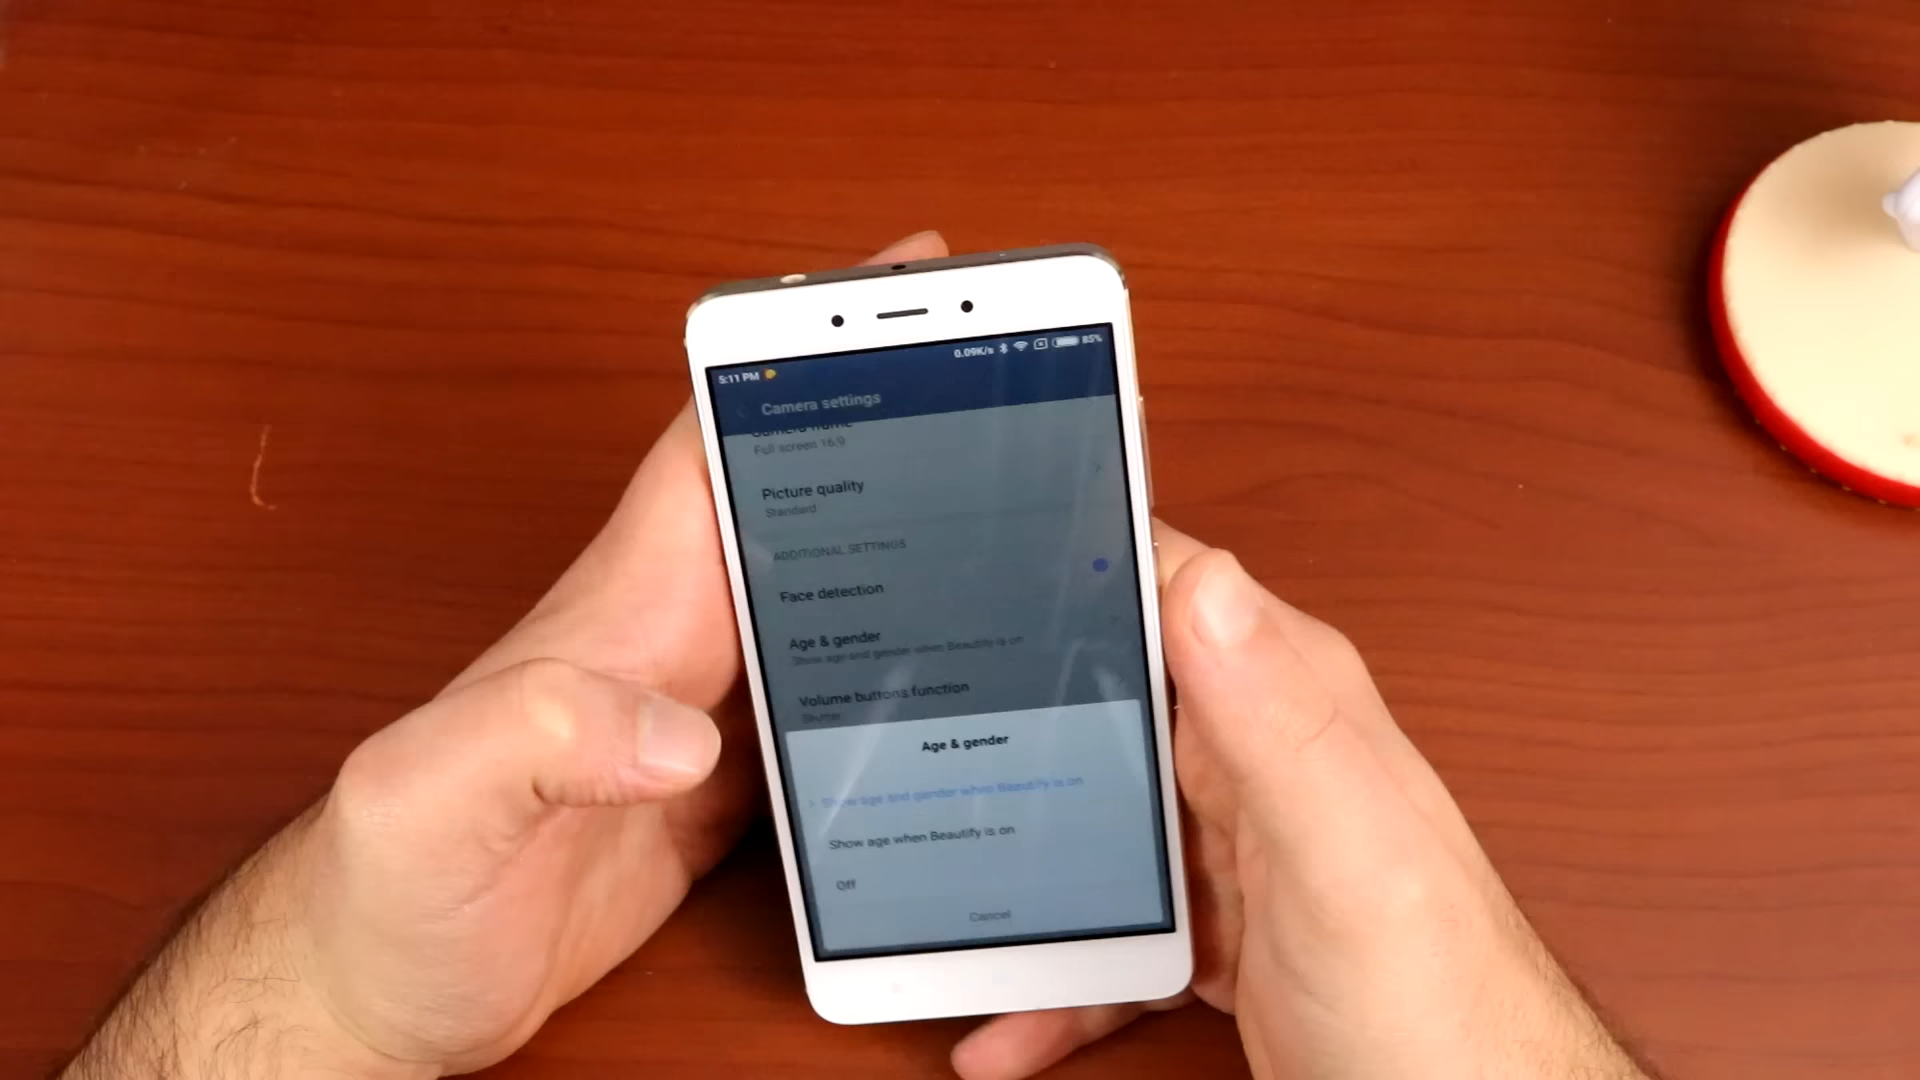 0.09K/s 85%
5:11 PM
Camera settings
Full screen 16:9
Picture quality
Standard
ADDITIONAL SETTINGS
Face detection
Age & gender
Show age and gender when Beautify is on
Volume buttons function
Shutter
Age & gender
Show age and gender when Beautify is on
Show age when Beautify is on
Off
Cancel